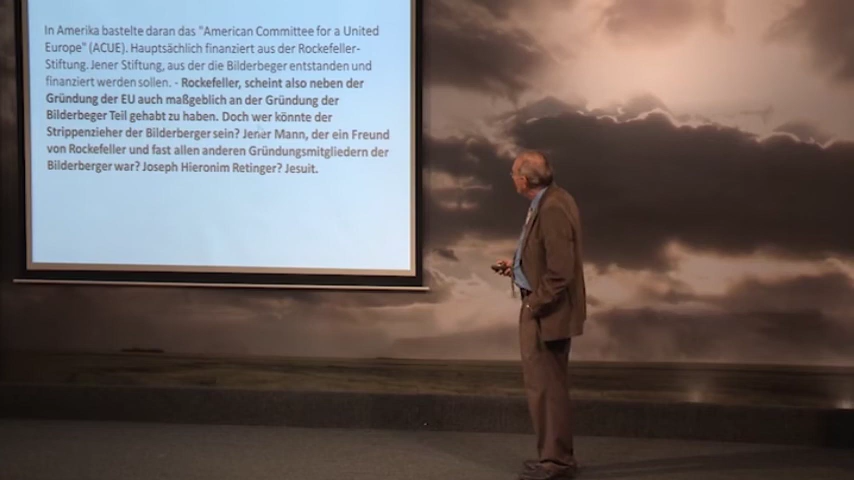 In Amerika bastelte daran das "American Committee for a United
Europe" (ACUE). Hauptsächlich finanziert aus der Rockefeller-
Stiftung. Jener Stiftung, aus der die Bilderbeger entstanden und
finanziert werden sollen. - Rockefeller, scheint also neben der
Gründung der EU auch maßgeblich an der Gründung der
Bilderbeger Teil gehabt zu haben. Doch wer könnte der
Strippenzieher der Bilderberger sein? Jener Mann, der ein Freund
von Rockefeller und fast allen anderen Gründungsmitgliedern der
Bilderberger war? Joseph Hieronim Retinger? Jesuit.